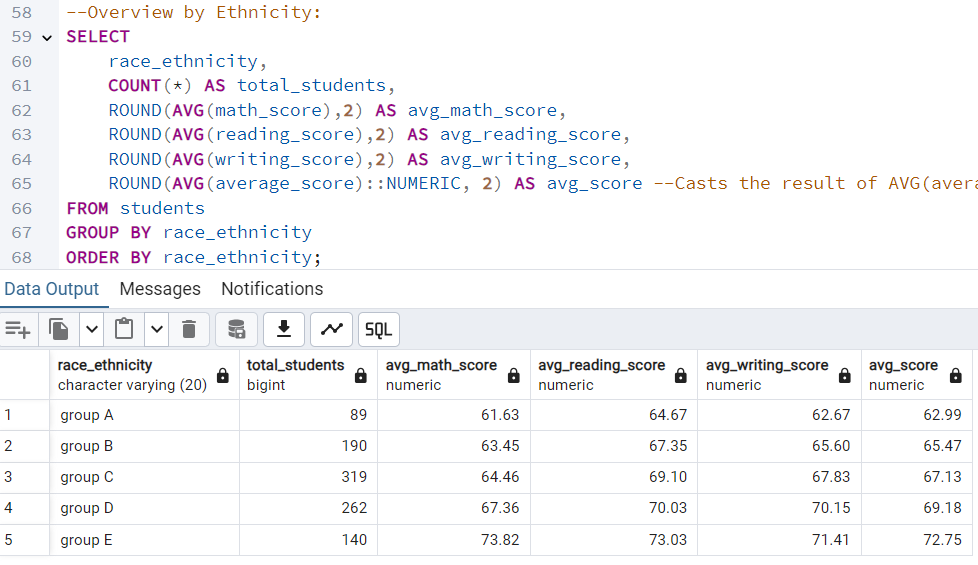 58 --Overview by Ethnicity:
59 SELECT
60 race_ethnicity,
61 COUNT(*) AS total_students,
62 ROUND(AVG(math_score),2) AS avg_math_score,
63 ROUND(AVG(reading_score),2) AS avg_reading_score,
64 ROUND(AVG(writing_score),2) AS avg_writing_score,
65 ROUND(AVG(average_score)::NUMERIC, 2) AS avg_score --Casts the result of AVG(avera
66 FROM students
67 GROUP BY race_ethnicity
68 ORDER BY race_ethnicity;
Data Output Messages Notifications
SQL
race_ethnicity total_students avg_math_score avg_reading_score avg_writing_score avg_score
character varying (20) bigint numeric numeric numeric numeric
1 group A 89 61.63 64.67 62.67 62.99
2 group B 190 63.45 67.35 65.60 65.47
3 group C 319 64.46 69.10 67.83 67.13
4 group D 262 67.36 70.03 70.15 69.18
5 group E 140 73.82 73.03 71.41 72.75